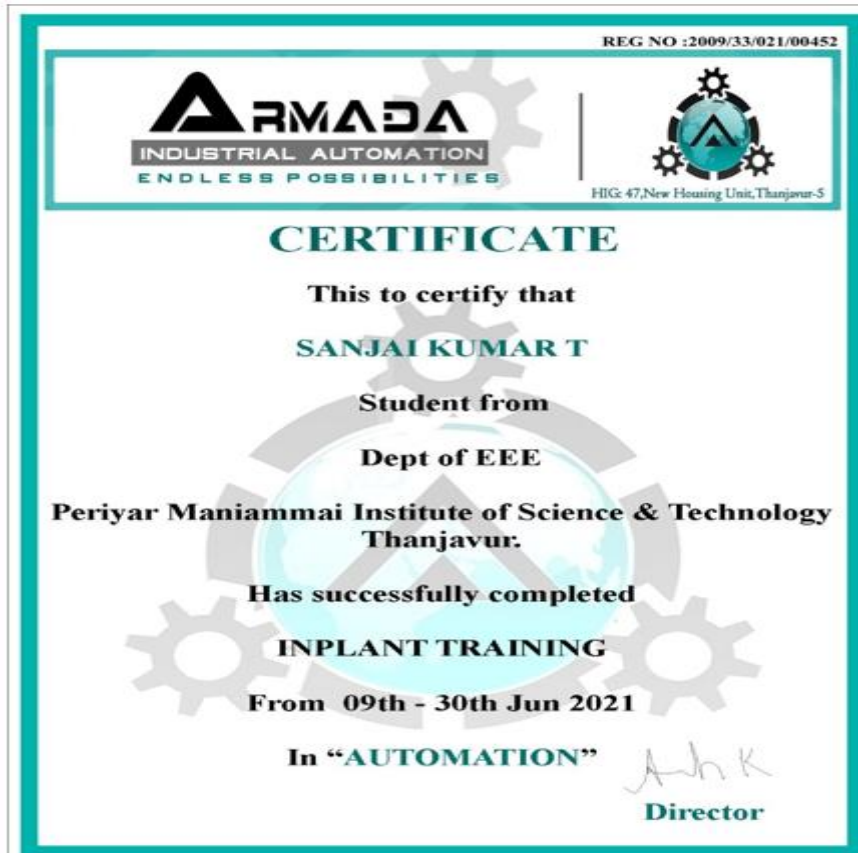 REG NO :2009/33/021/00452
ARMADA
INDUSTRIAL AUTOMATION
ENDLESS POSSIBILITIES
HIG: 47,New Housing Unit,Thanjavur-5
CERTIFICATE
This to certify that
SANJAI KUMAR T
Student from
Dept of EEE
Periyar Maniammai Institute of Science & Technology
Thanjavur.
Has successfully completed
INPLANT TRAINING
From 09th - 30th Jun 2021
In “AUTOMATION”
Director